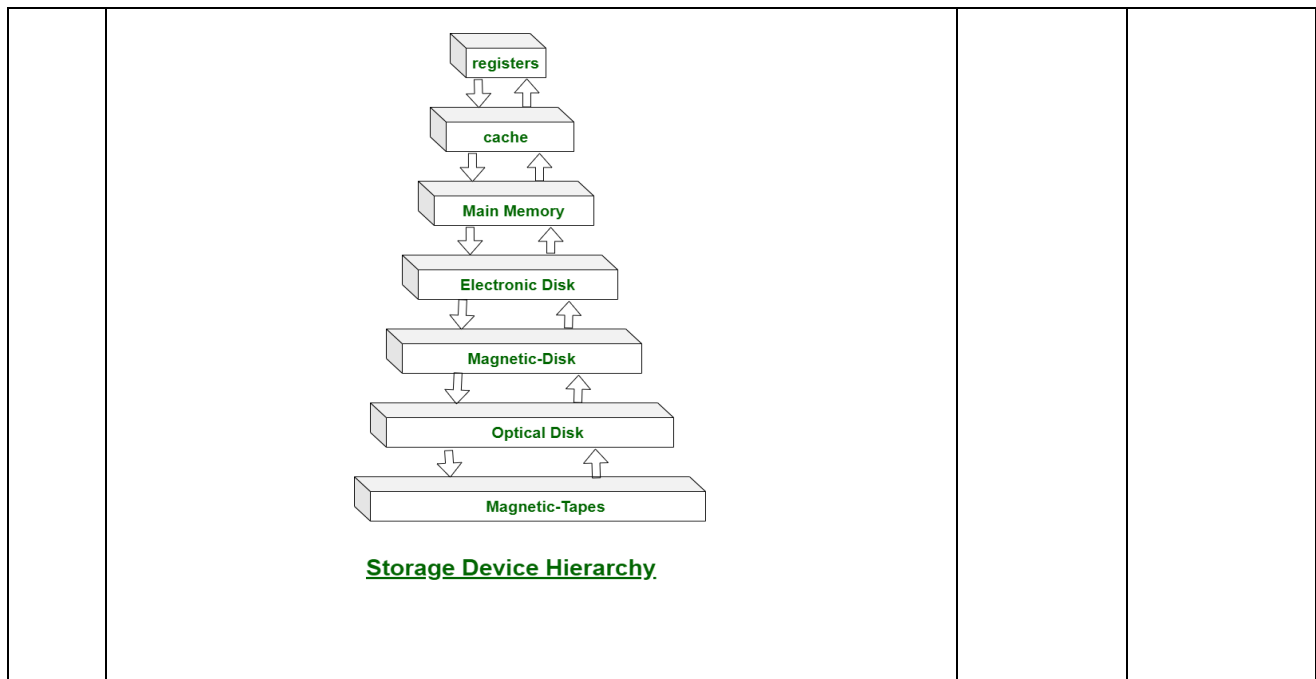 registers
cache
Main Memory
Electronic Disk
Magnetic-Disk
Optical Disk
Magnetic-Tapes
Storage Device Hierarchy